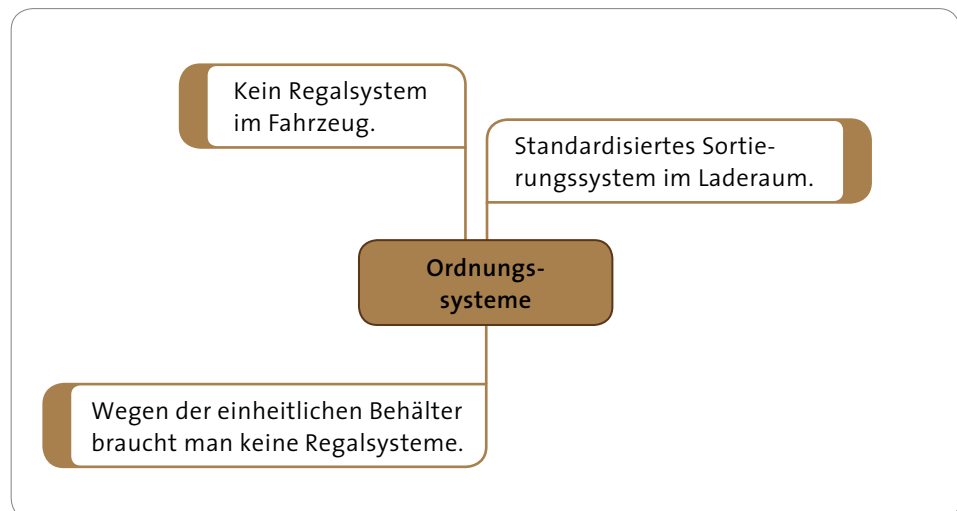 Kein Regalsystem
im Fahrzeug.
Standardisiertes Sortie-
rungssystem im Laderaum.
Ordnungs-
systeme
Wegen der einheitlichen Behälter
braucht man keine Regalsysteme.